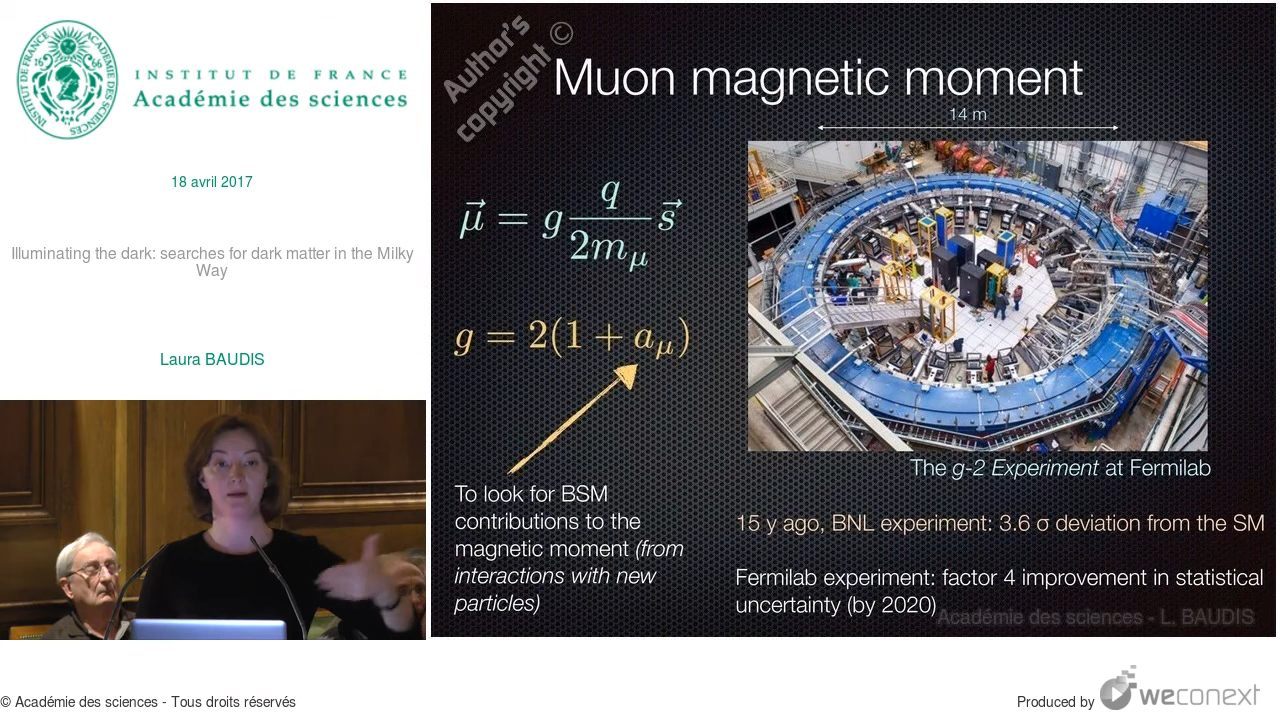 INSTITUT DE FRANCE
Académie des sciences
18 avril 2017
Illuminating the dark: searches for dark matter in the Milky
Way
Laura BAUDIS
Author's
copyright ©
Muon magnetic moment
14 m
μ⃗ = g q/2m_μ s⃗
g = 2(1 + a_μ)
To look for BSM
contributions to the
magnetic moment (from
interactions with new
particles)
The g-2 Experiment at Fermilab
15 y ago, BNL experiment: 3.6 σ deviation from the SM
Fermilab experiment: factor 4 improvement in statistical
uncertainty (by 2020)
Académie des sciences - L. BAUDIS
© Académie des sciences - Tous droits réservés
Produced by weconext